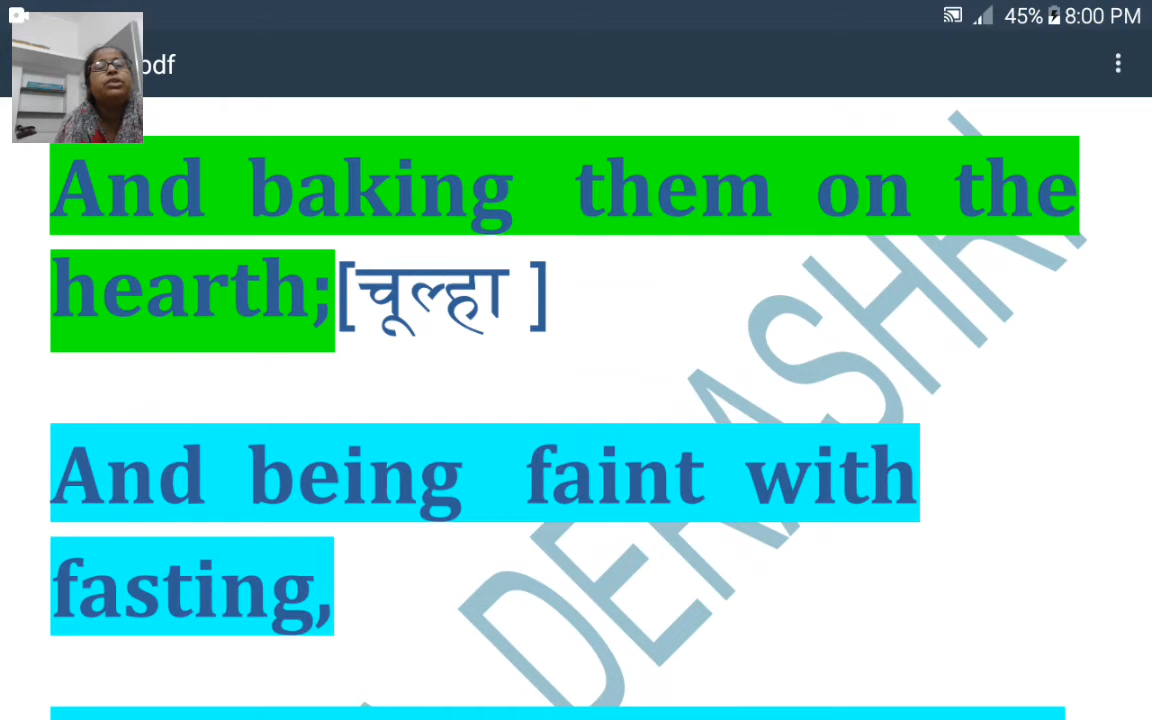 45% 8:00 PM
pdf
And baking them on the
hearth;[चूल्हा ]
And being faint with
fasting,